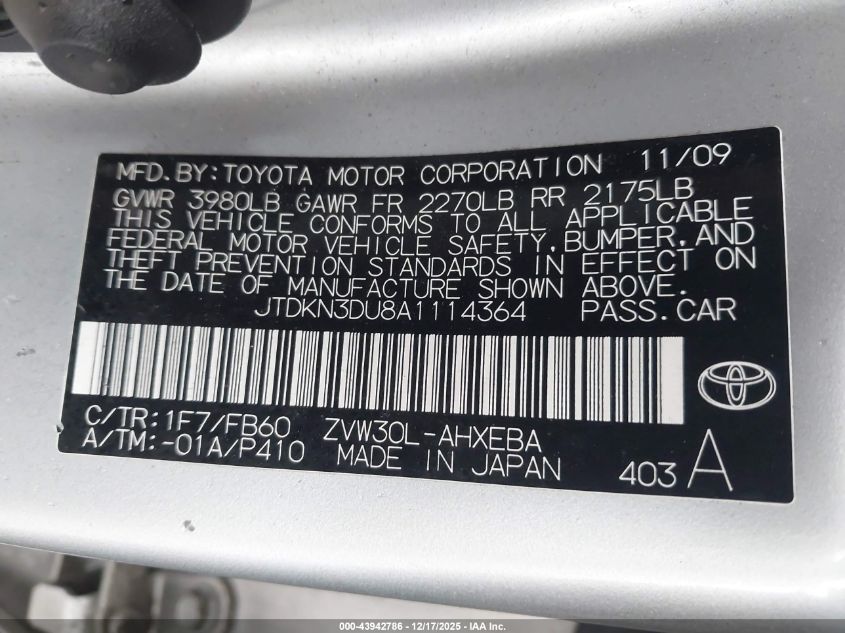 MFD. BY: TOYOTA MOTOR CORPORATION 11/09
GVWR 3980LB GAWR FR 2270LB RR 2175LB
THIS VEHICLE CONFORMS TO ALL APPLICABLE
FEDERAL MOTOR VEHICLE SAFETY, BUMPER, AND
THEFT PREVENTION STANDARDS IN EFFECT ON
THE DATE OF MANUFACTURE SHOWN ABOVE.
JTDKN3DU8A1114364 PASS. CAR
C/TR: 1F7/FB60 ZVW30L-AHXEBA
A/TM: -01A/P410 MADE IN JAPAN 403 A
000-43942786 - 12/17/2025 - IAA Inc.